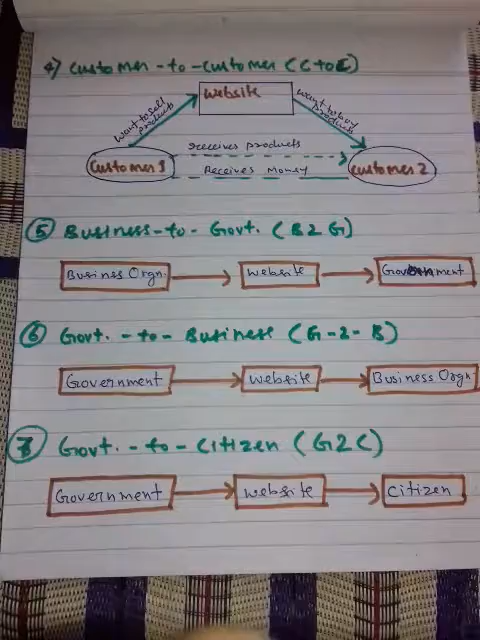 4) Customer-to-customer (C to C)
Website
want to sell products
want to buy products
receives products
Customer 1
customer 2
Receives Money
5 Business-to-Govt. (B2G)
Business Orgn.
website
Government
6 Govt.-to-Business (G-2-B)
Government
website
Business Orgn.
7 Govt.-to-Citizen (G2C)
Government
website
Citizen